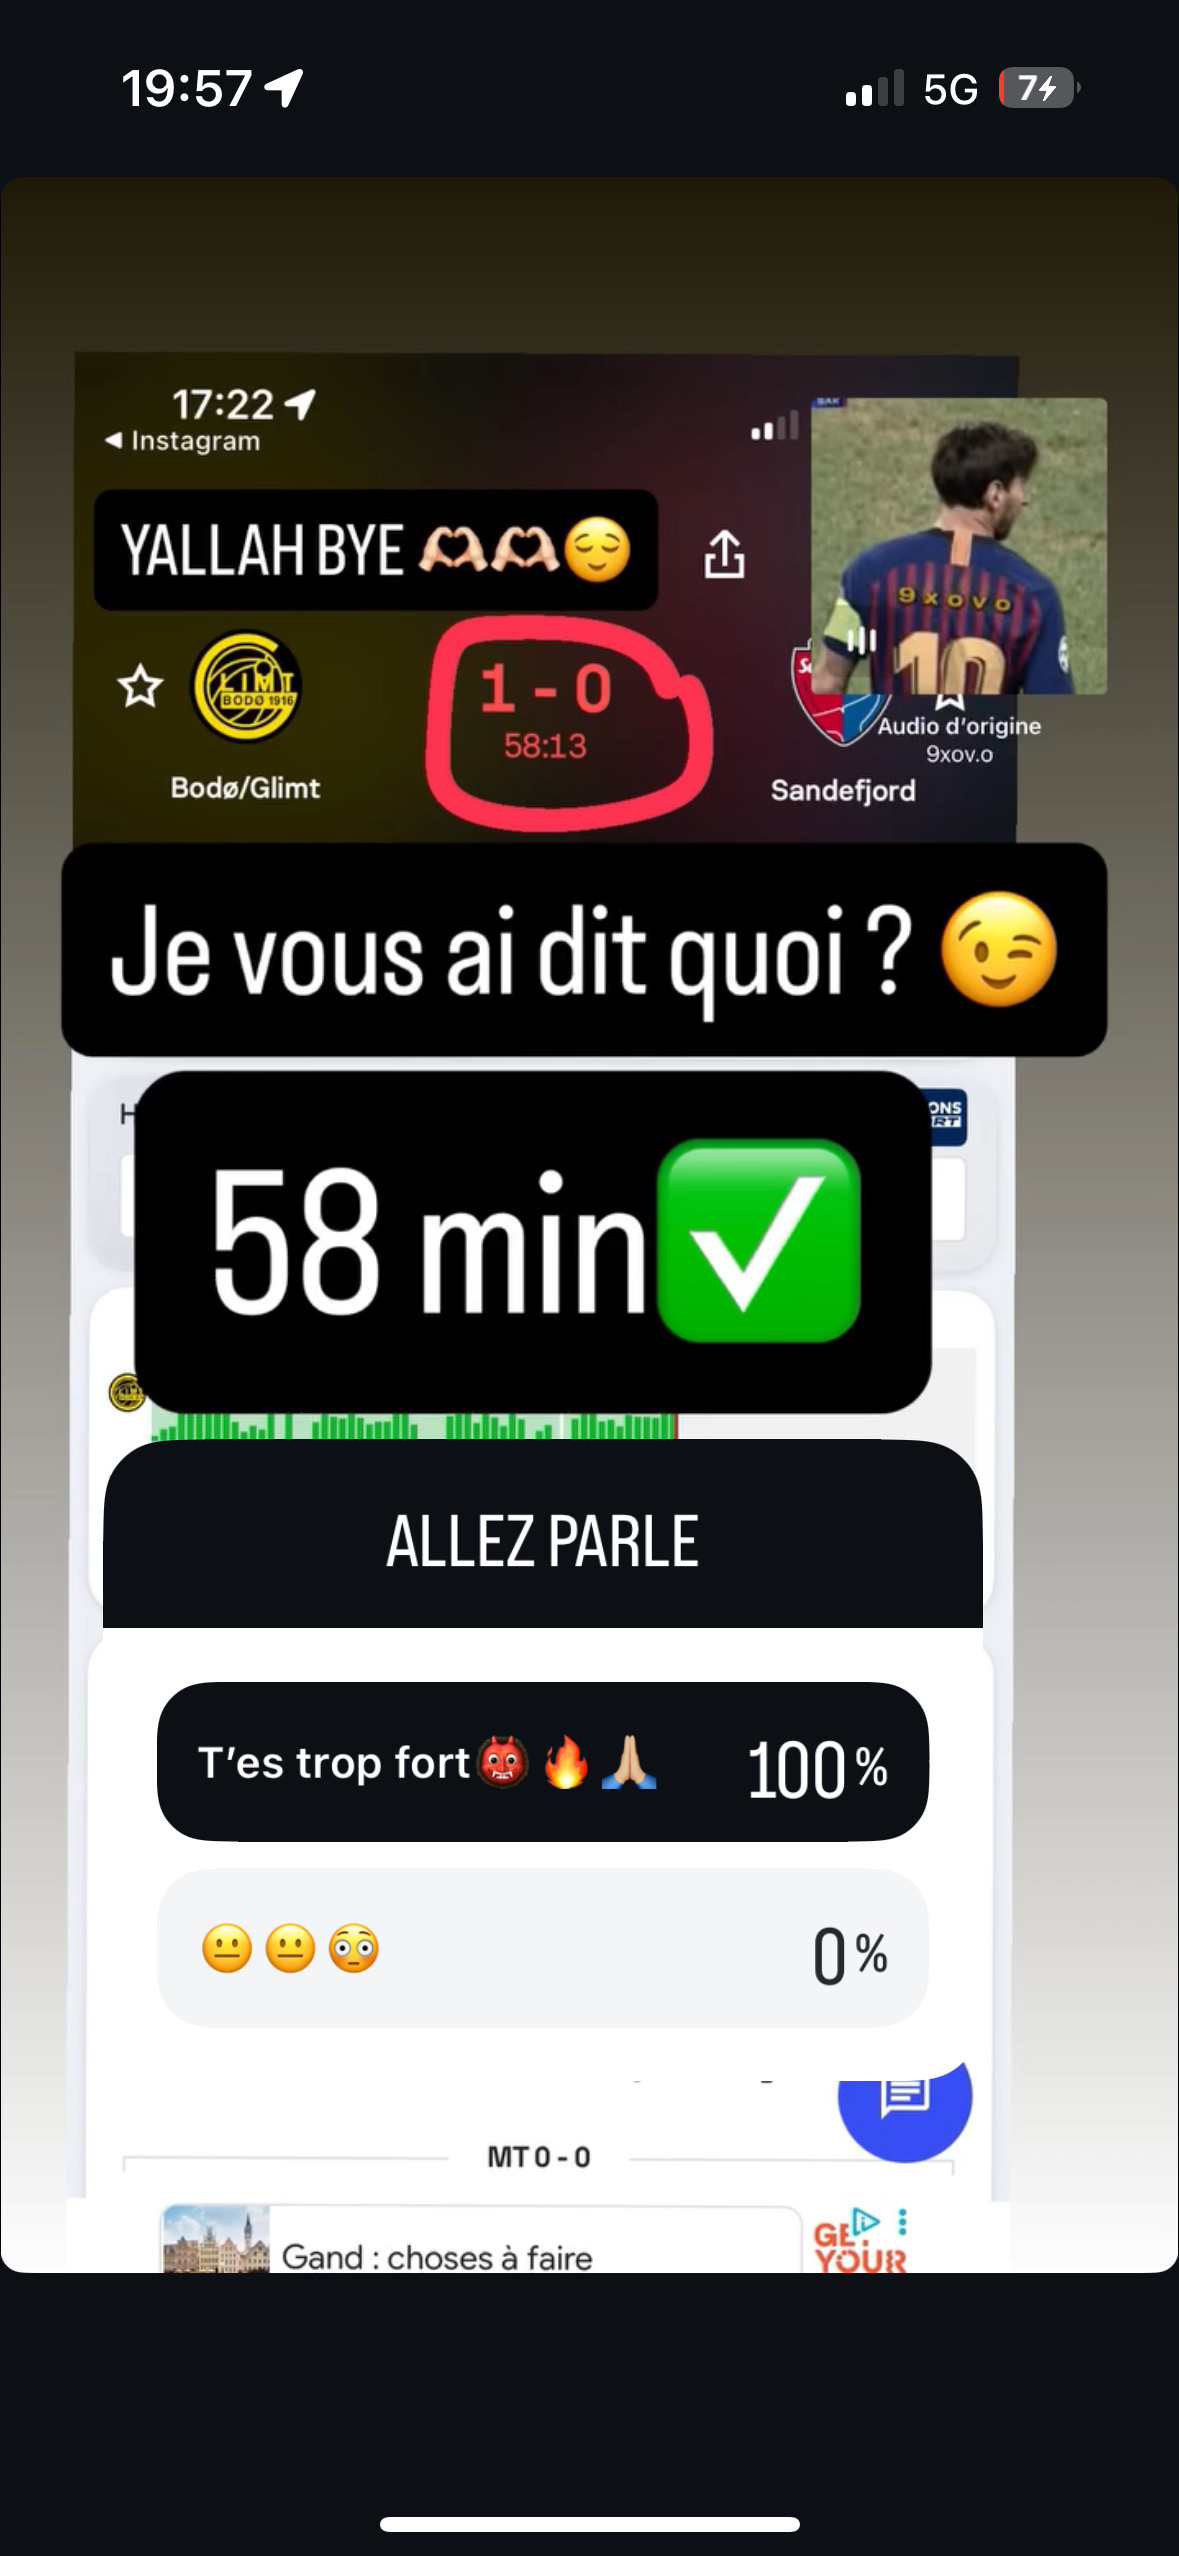 19:57
5G
7
17:22
Instagram
YALLAH BYE 🫶🏻🫶🏻😌
9xovo
10
1 - 0
58:13
GLIMT
BODØ 1916
Audio d'origine
9xov.o
Bodø/Glimt
Sandefjord
Je vous ai dit quoi ? 😉
58 min✅
ALLEZ PARLE
T'es trop fort👹🔥🙏🏼 100%
😐😐😳 0%
MT 0 - 0
Gand : choses à faire
GET
YOUR